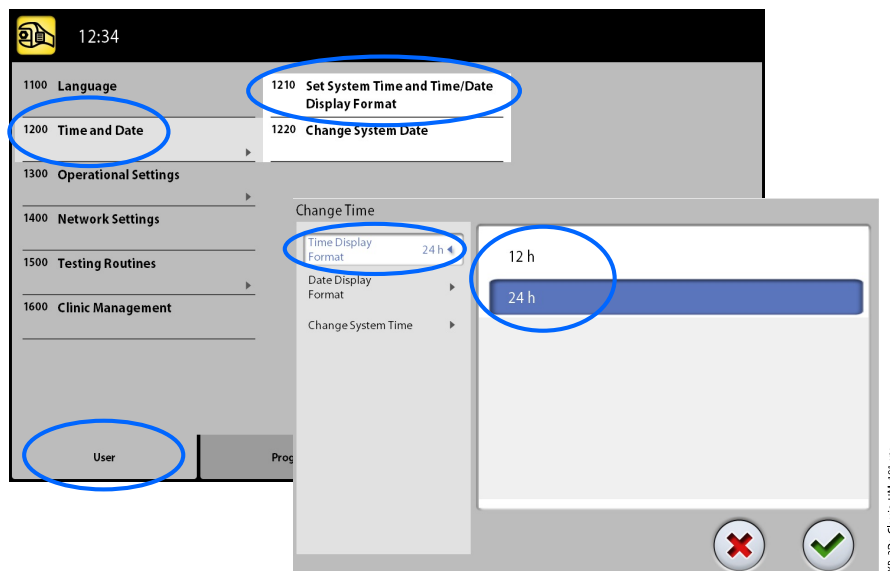 12:34
1100 Language
1200 Time and Date
1300 Operational Settings
1400 Network Settings
1500 Testing Routines
1600 Clinic Management
1210 Set System Time and Time/Date
Display Format
1220 Change System Date
User
Prog
Change Time
Time Display
Format
24 h
Date Display
Format
Change System Time
12 h
24 h